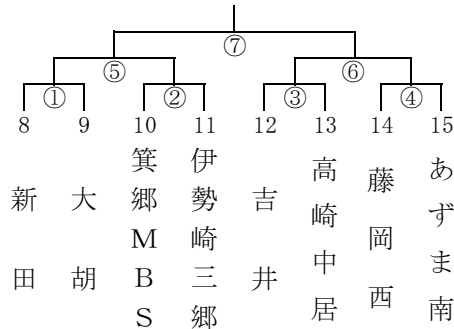 ⑦
⑤ ⑥
① ② ③ ④
8 9 10 11 12 13 14 15
新田
大胡
箕郷MBS
伊勢崎三郷
吉井
高崎中居
藤岡西
あずま南